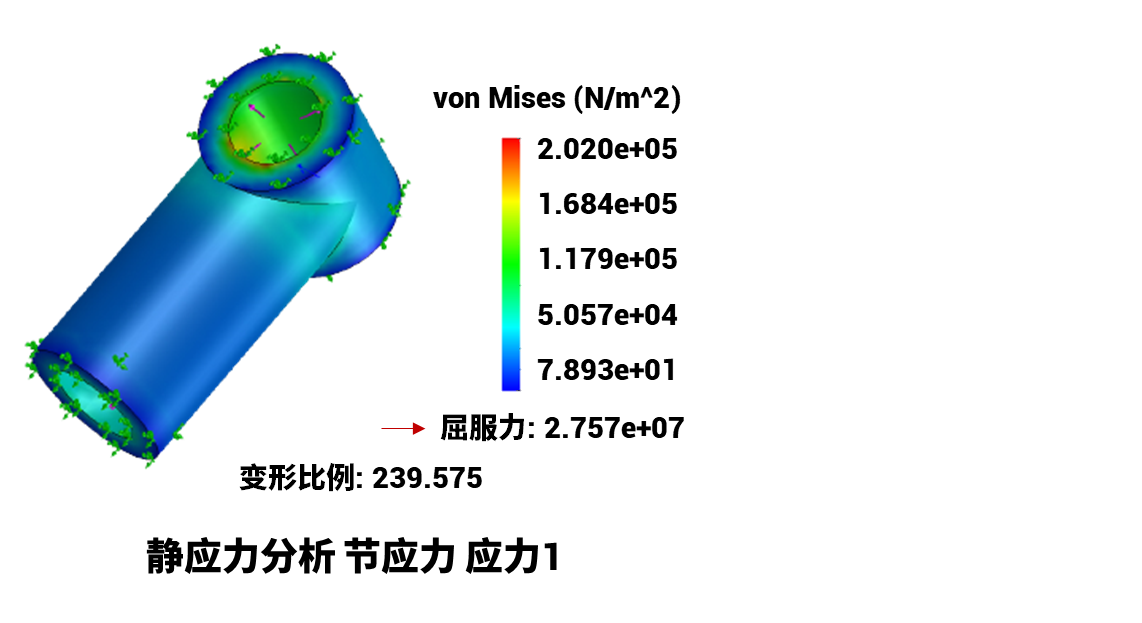 von Mises (N/m^2)
2.020e+05
1.684e+05
1.179e+05
5.057e+04
7.893e+01
屈服力: 2.757e+07
变形比例: 239.575
静应力分析 节应力 应力1